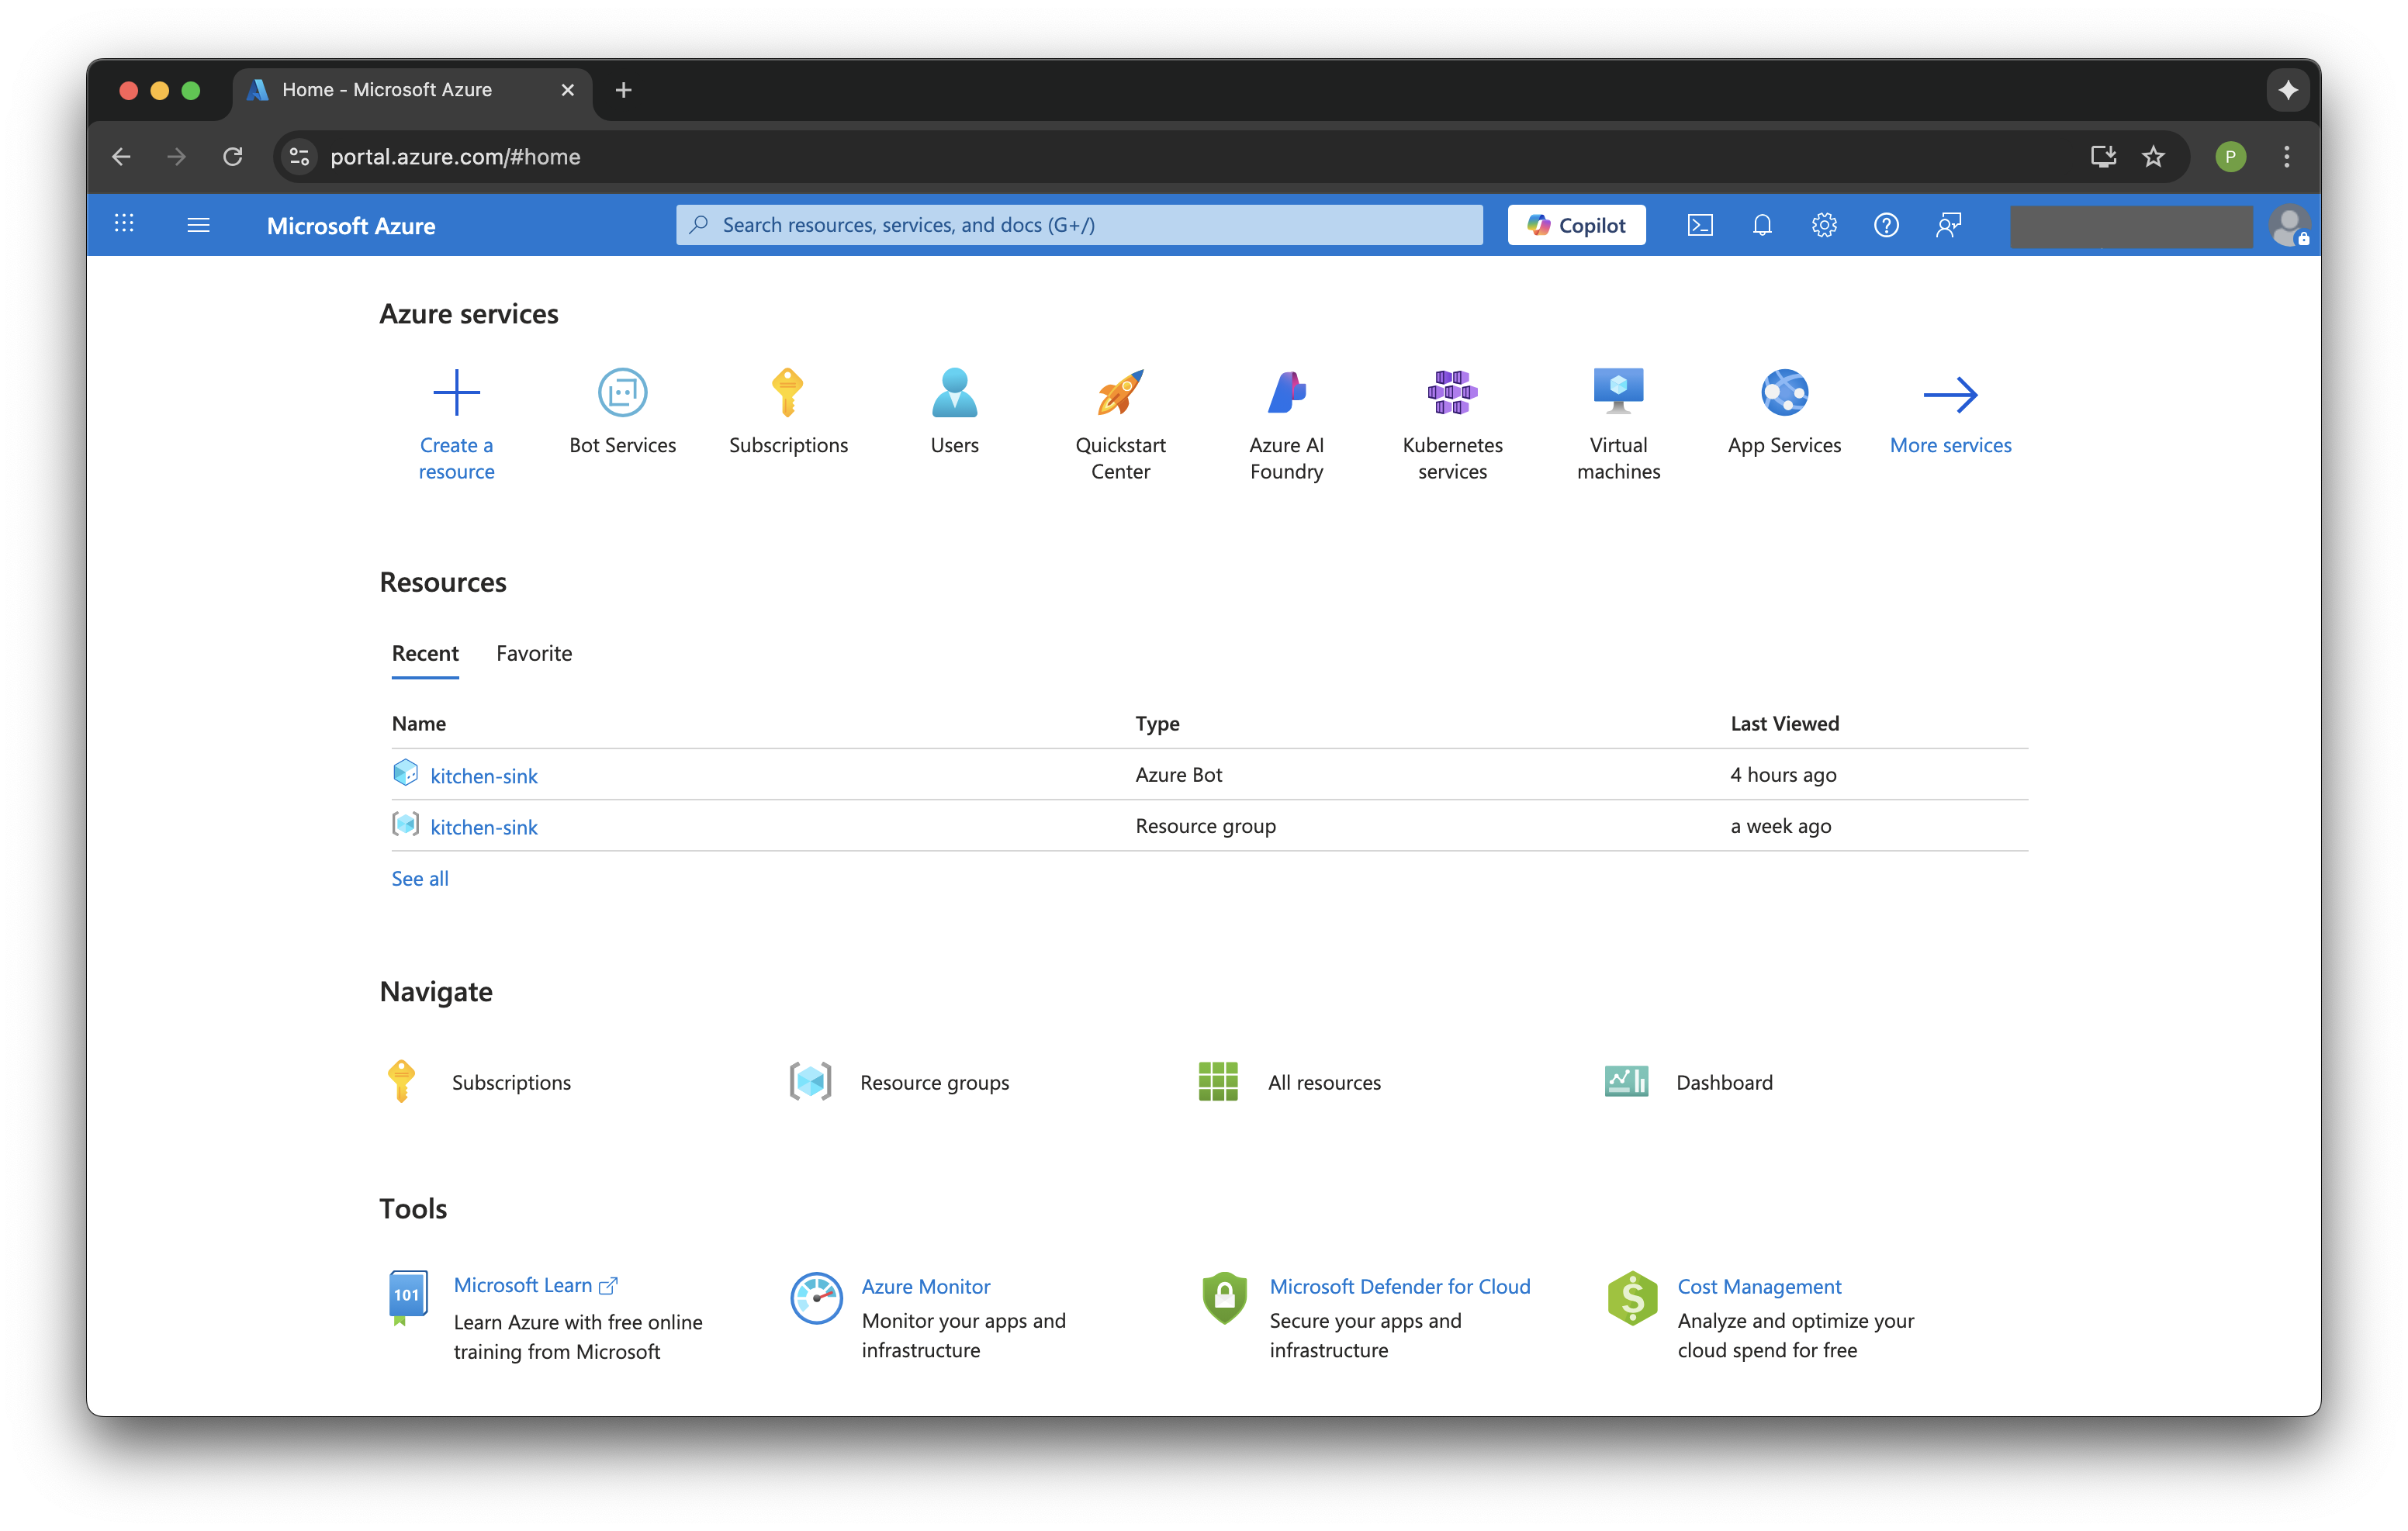 Home - Microsoft Azure
portal.azure.com/#home
P
Microsoft Azure
Search resources, services, and docs (G+/)
Copilot
Azure services
Create a
resource
Bot Services
Subscriptions
Users
Quickstart
Center
Azure AI
Foundry
Kubernetes
services
Virtual
machines
App Services
More services
Resources
Recent
Favorite
Name Type Last Viewed
kitchen-sink Azure Bot 4 hours ago
kitchen-sink Resource group a week ago
See all
Navigate
Subscriptions
Resource groups
All resources
Dashboard
Tools
101
Microsoft Learn
Learn Azure with free online
training from Microsoft
Azure Monitor
Monitor your apps and
infrastructure
Microsoft Defender for Cloud
Secure your apps and
infrastructure
$
Cost Management
Analyze and optimize your
cloud spend for free